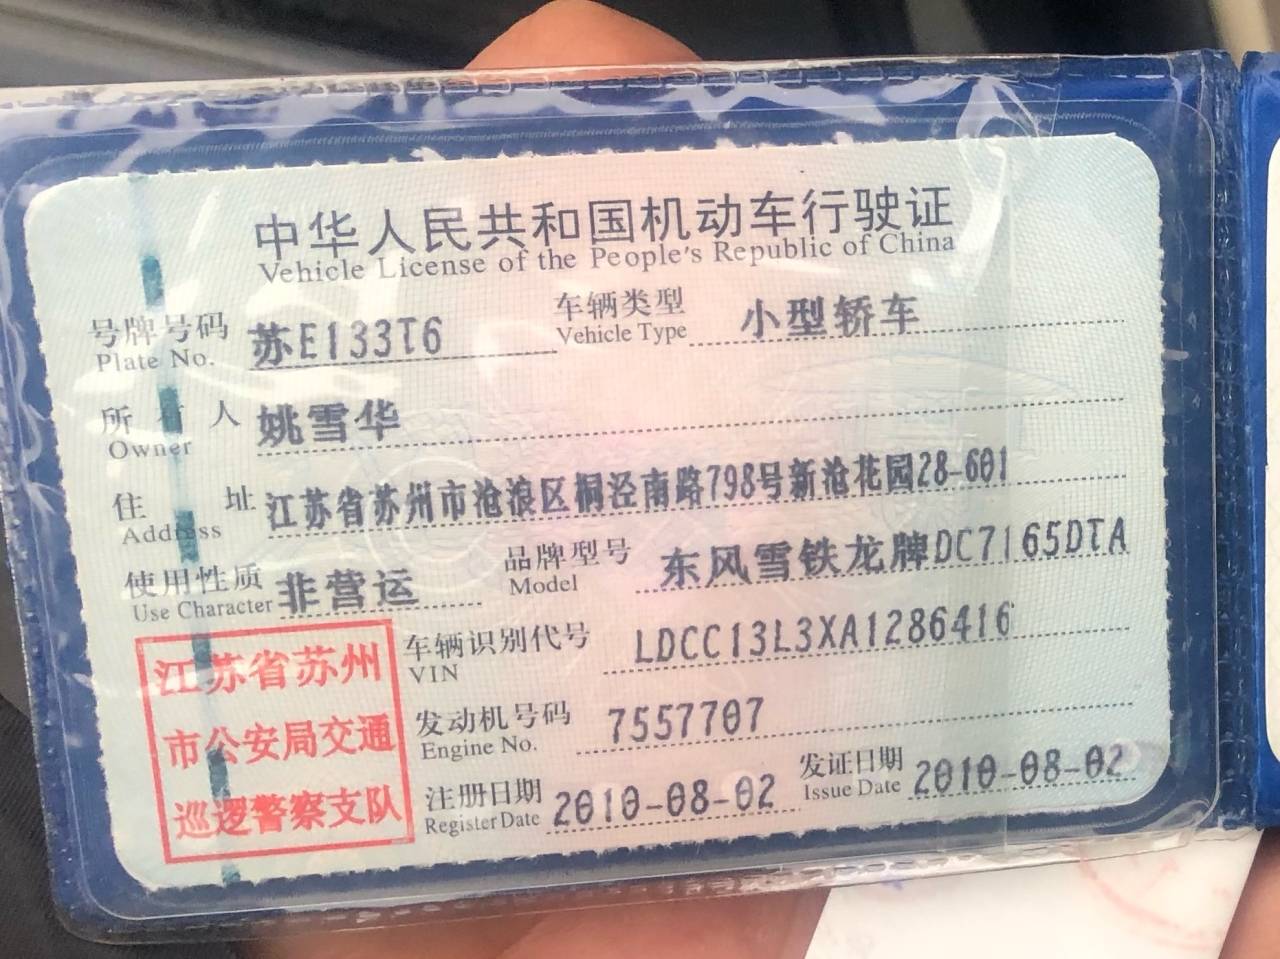 中华人民共和国机动车行驶证
Vehicle License of the People's Republic of China
号牌号码 苏E133T6 车辆类型 小型轿车
Plate No. Vehicle Type
所有人 姚雪华
Owner
住址 江苏省苏州市沧浪区桐泾南路798号新沧花园28-601
Address
使用性质 非营运 品牌型号 东风雪铁龙牌DC7165DTA
Use Character Model
江苏省苏州
市公安局交通
巡逻警察支队
车辆识别代号 LDCC13L3XA1286416
VIN
发动机号码 7557707
Engine No.
注册日期 2010-08-02 发证日期 2010-08-02
Register Date Issue Date